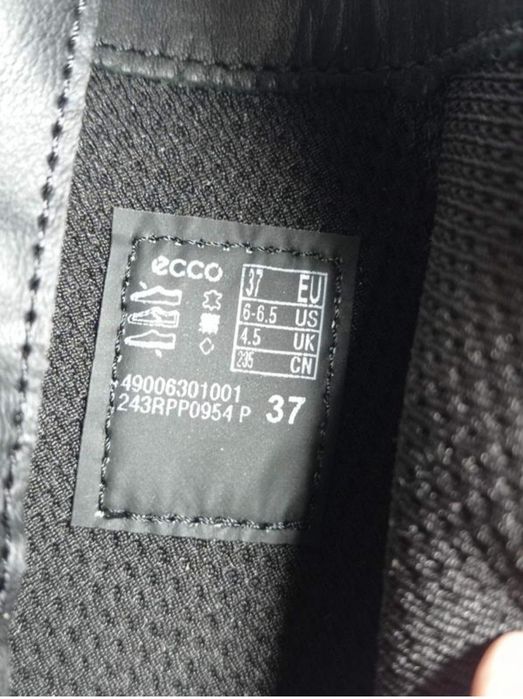 ecco
37 EU
6-6.5 US
4.5 UK
235 CN
49006301001
243RPP0954 P 37